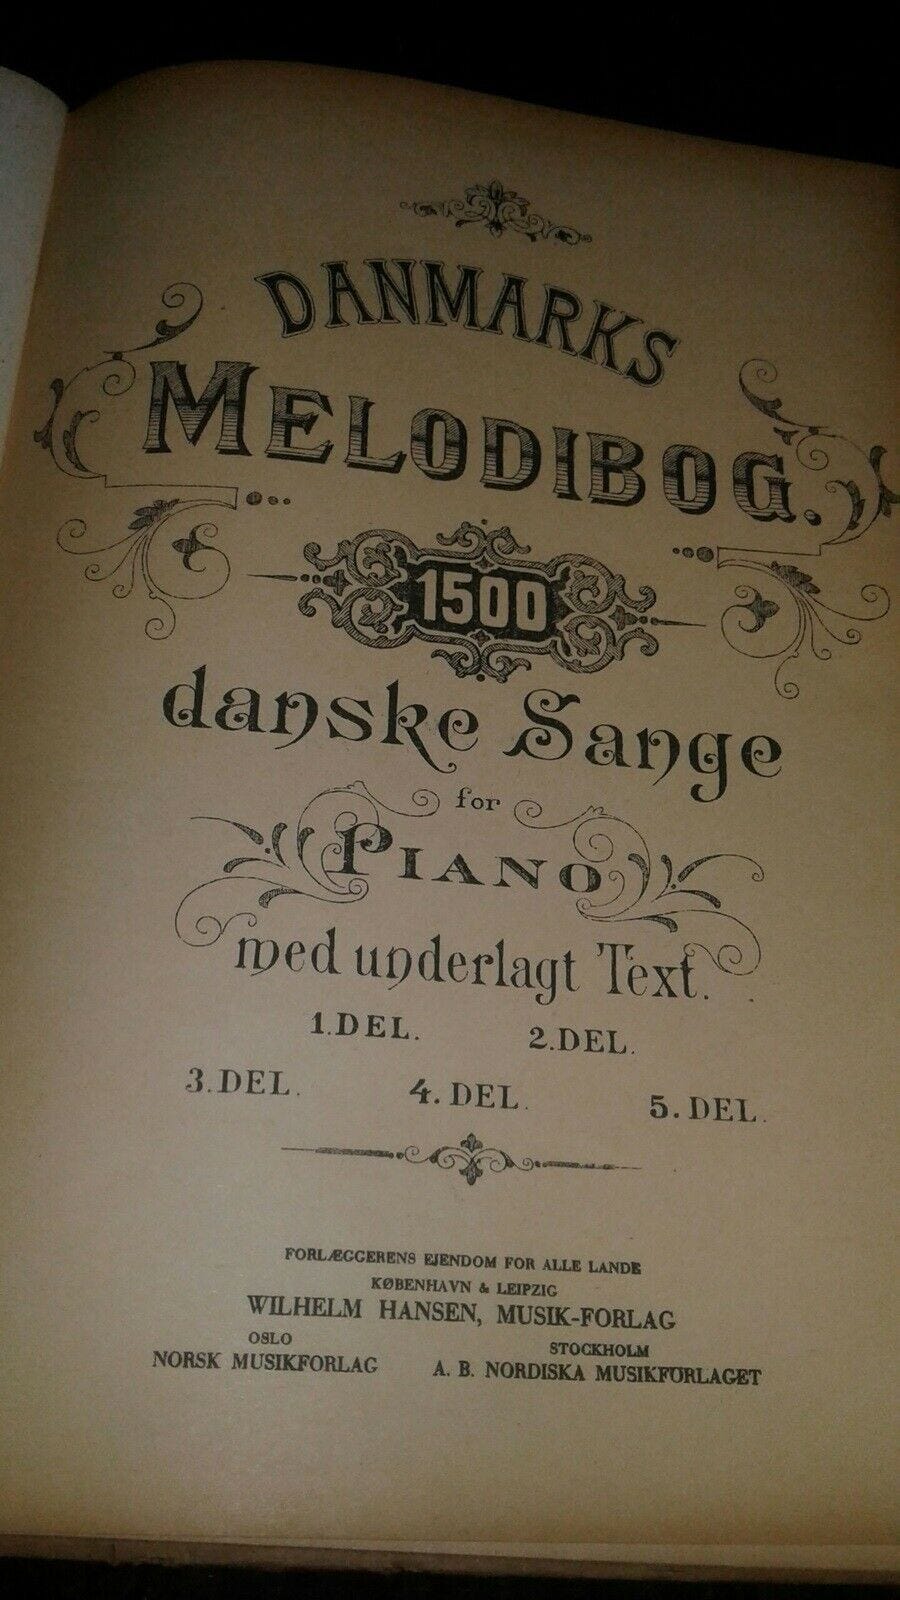 DANMARKS
MELODIBOG.
1500
danske Sange
for
PIANO
med underlagt Text.
1. DEL. 2. DEL.
3. DEL. 4. DEL. 5. DEL.
FORLÆGGERENS EJENDOM FOR ALLE LANDE
KØBENHAVN & LEIPZIG
WILHELM HANSEN, MUSIK-FORLAG
OSLO STOCKHOLM
NORSK MUSIKFORLAG A. B. NORDISKA MUSIKFORLAGET